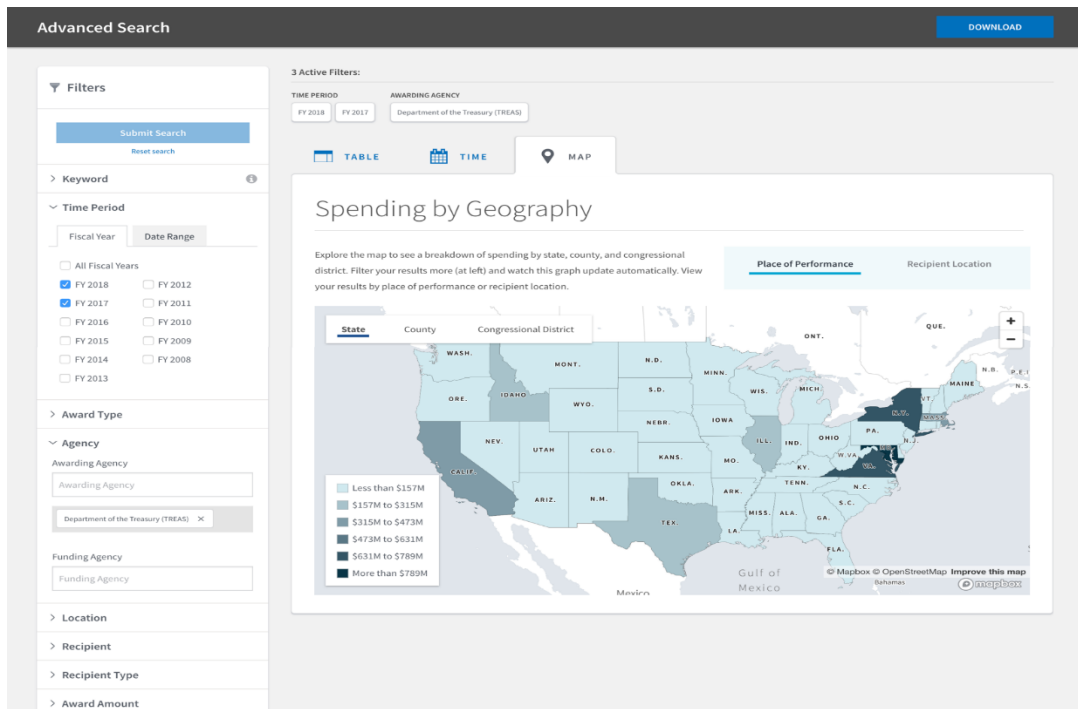 Advanced Search
DOWNLOAD
Filters
Submit Search
Reset search
Keyword
Time Period
Fiscal Year
Date Range
All Fiscal Years
FY 2018
FY 2012
FY 2017
FY 2011
FY 2016
FY 2010
FY 2015
FY 2009
FY 2014
FY 2008
FY 2013
Award Type
Agency
Awarding Agency
Awarding Agency
Department of the Treasury (TREAS) ✕
Funding Agency
Funding Agency
Location
Recipient
Recipient Type
Award Amount
3 Active Filters:
TIME PERIOD
AWARDING AGENCY
FY 2018
FY 2017
Department of the Treasury (TREAS)
TABLE
TIME
MAP
Spending by Geography
Explore the map to see a breakdown of spending by state, county, and congressional
district. Filter your results more (at left) and watch this graph update automatically. View
your results by place of performance or recipient location.
Place of Performance
Recipient Location
State
County
Congressional District
+
−
ONT.
QUE.
N.B.
P.E.I
N.S.
WASH.
MONT.
N.D.
MINN.
MAINE
ORE.
IDAHO
WYO.
S.D.
WIS.
MICH.
VT.
N.Y.
MASS.
NEBR.
IOWA
PA.
N.J.
NEV.
UTAH
COLO.
KANS.
MO.
ILL.
IND.
OHIO
W.VA.
VA.
KY.
CALIF.
ARIZ.
N.M.
OKLA.
ARK.
TENN.
N.C.
S.C.
MISS.
ALA.
GA.
TEX.
LA.
FLA.
Less than $157M
$157M to $315M
$315M to $473M
$473M to $631M
$631M to $789M
More than $789M
Gulf of
Mexico
Mexico
© Mapbox © OpenStreetMap Improve this map
Bahamas
mapbox